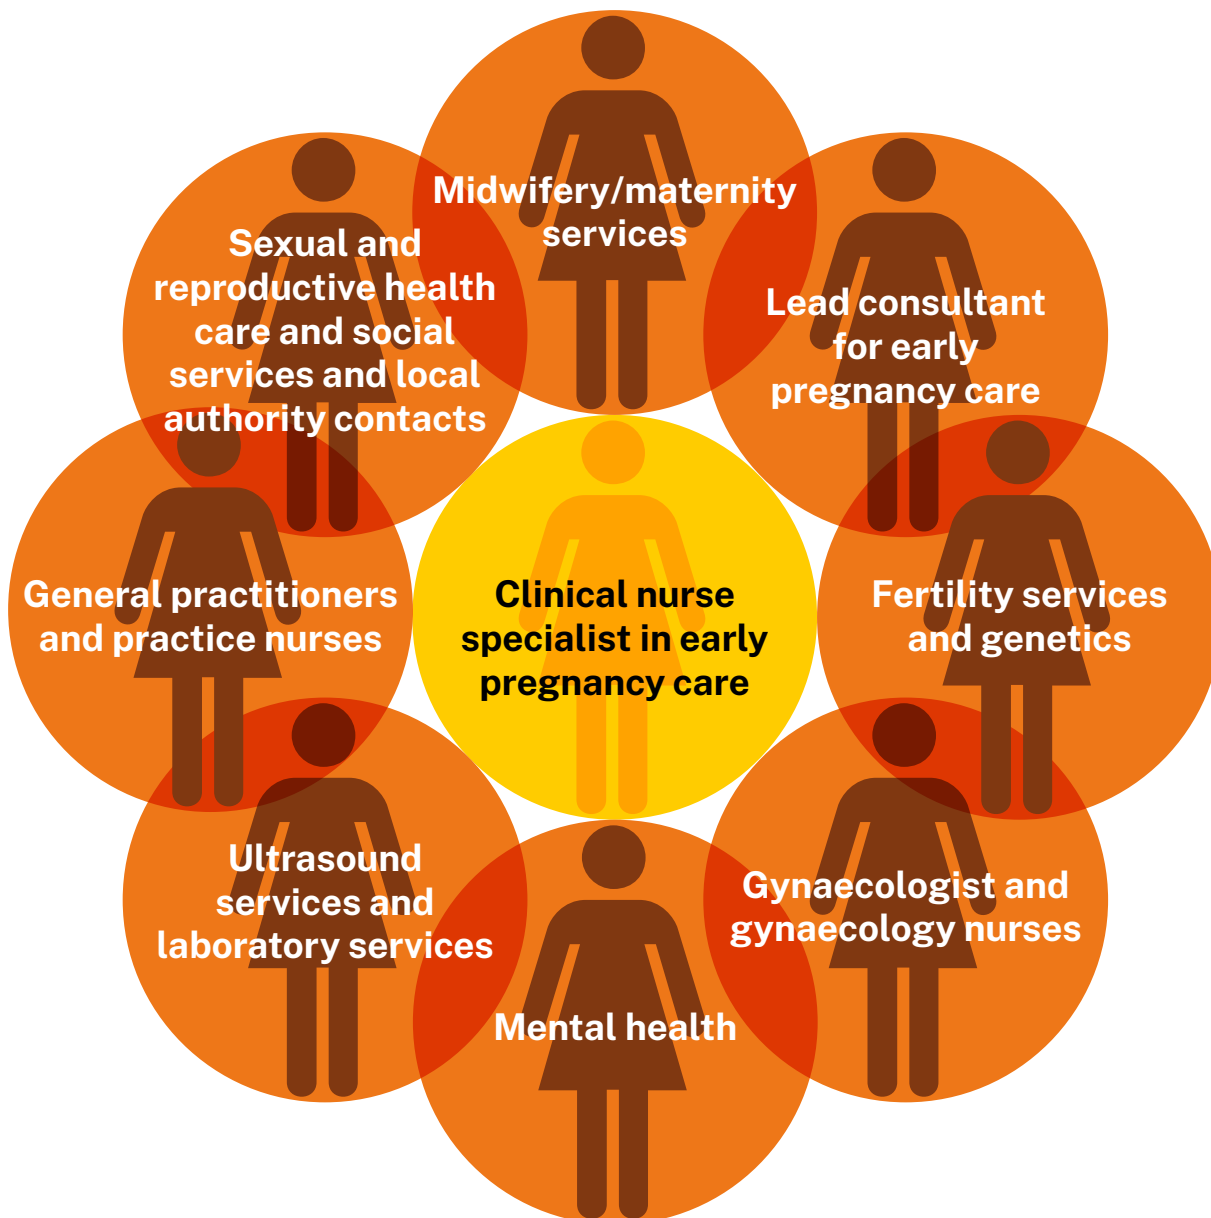 Midwifery/maternity
services
Lead consultant
for early
pregnancy care
Fertility services
and genetics
Gynaecologist and
gynaecology nurses
Mental health
Ultrasound
services and
laboratory services
General practitioners
and practice nurses
Sexual and
reproductive health
care and social
services and local
authority contacts
Clinical nurse
specialist in early
pregnancy care